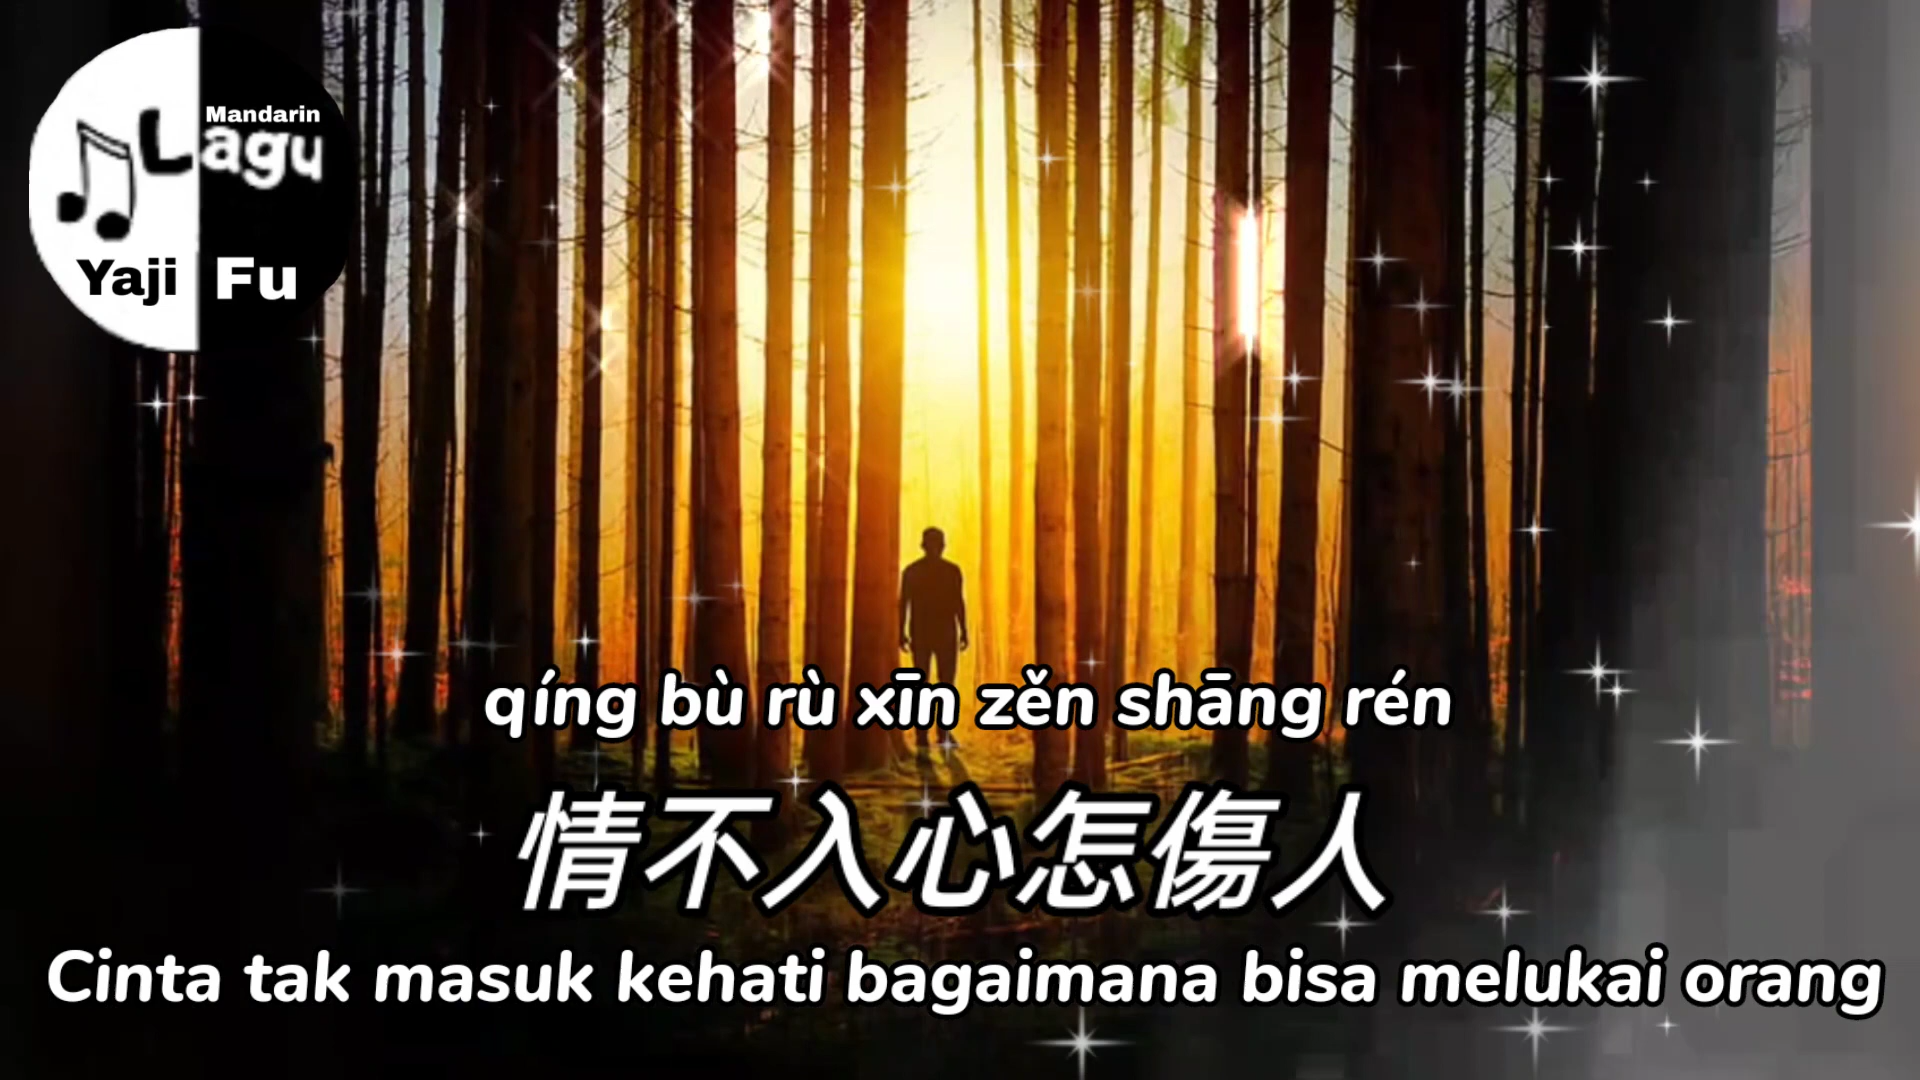 Mandarin
Lagu
Yaji Fu
qíng bù rù xīn zěn shāng rén
情不入心怎傷人
Cinta tak masuk kehati bagaimana bisa melukai orang